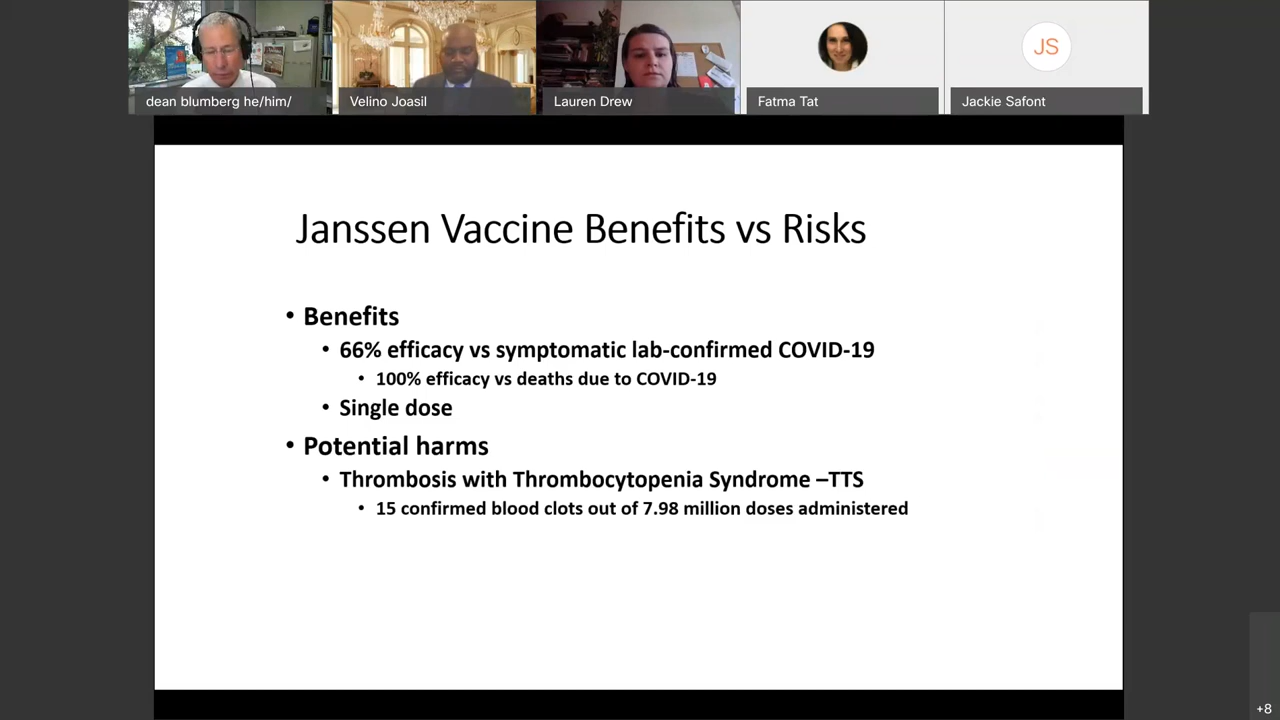 dean blumberg he/him/
Velino Joasil
Lauren Drew
Fatma Tat
JS
Jackie Safont
Janssen Vaccine Benefits vs Risks
• Benefits
• 66% efficacy vs symptomatic lab-confirmed COVID-19
• 100% efficacy vs deaths due to COVID-19
• Single dose
• Potential harms
• Thrombosis with Thrombocytopenia Syndrome –TTS
• 15 confirmed blood clots out of 7.98 million doses administered
+8